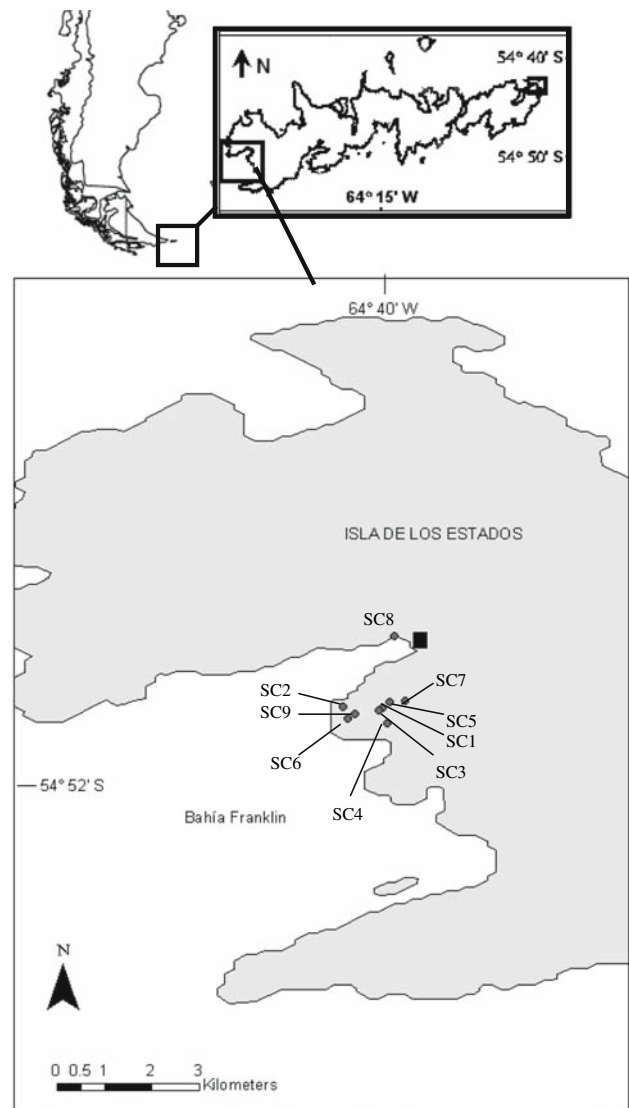 54° 40' S
N
54° 50' S
64° 15' W
64° 40' W
ISLA DE LOS ESTADOS
SC8
SC7
SC2
SC9
SC5
SC1
SC6
SC3
54° 52' S
SC4
Bahía Franklin
N
0 0.5 1 2 3
Kilometers